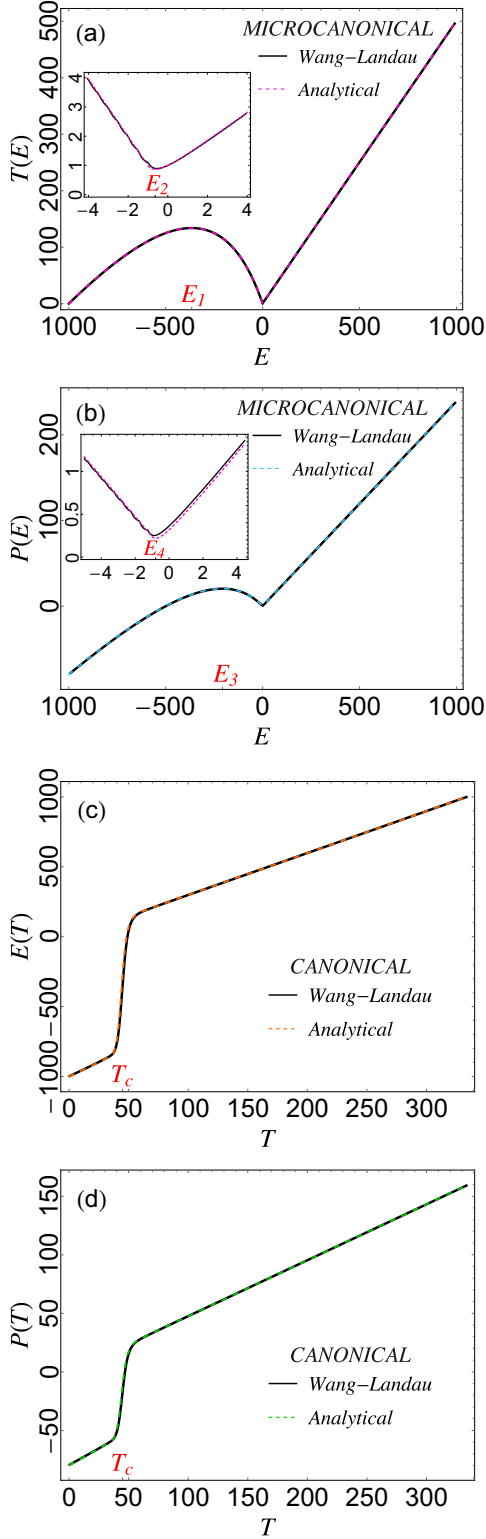 (a)
MICROCANONICAL
Wang-Landau
Analytical
T(E)
500
400
300
200
100
0
4
3
2
1
0
E2
−4 −2 0 2 4
E1
1000 −500 0 500 1000
E
(b)
MICROCANONICAL
Wang-Landau
Analytical
P(E)
200
100
0
1
0.5
0
E4
−4 −2 0 2 4
E3
1000 −500 0 500 1000
E
(c)
E(T)
1000
500
0
−500
−1000
CANONICAL
Wang-Landau
Analytical
Tc
0 50 100 150 200 250 300
T
(d)
P(T)
150
100
50
0
−50
CANONICAL
Wang-Landau
Analytical
Tc
0 50 100 150 200 250 300
T